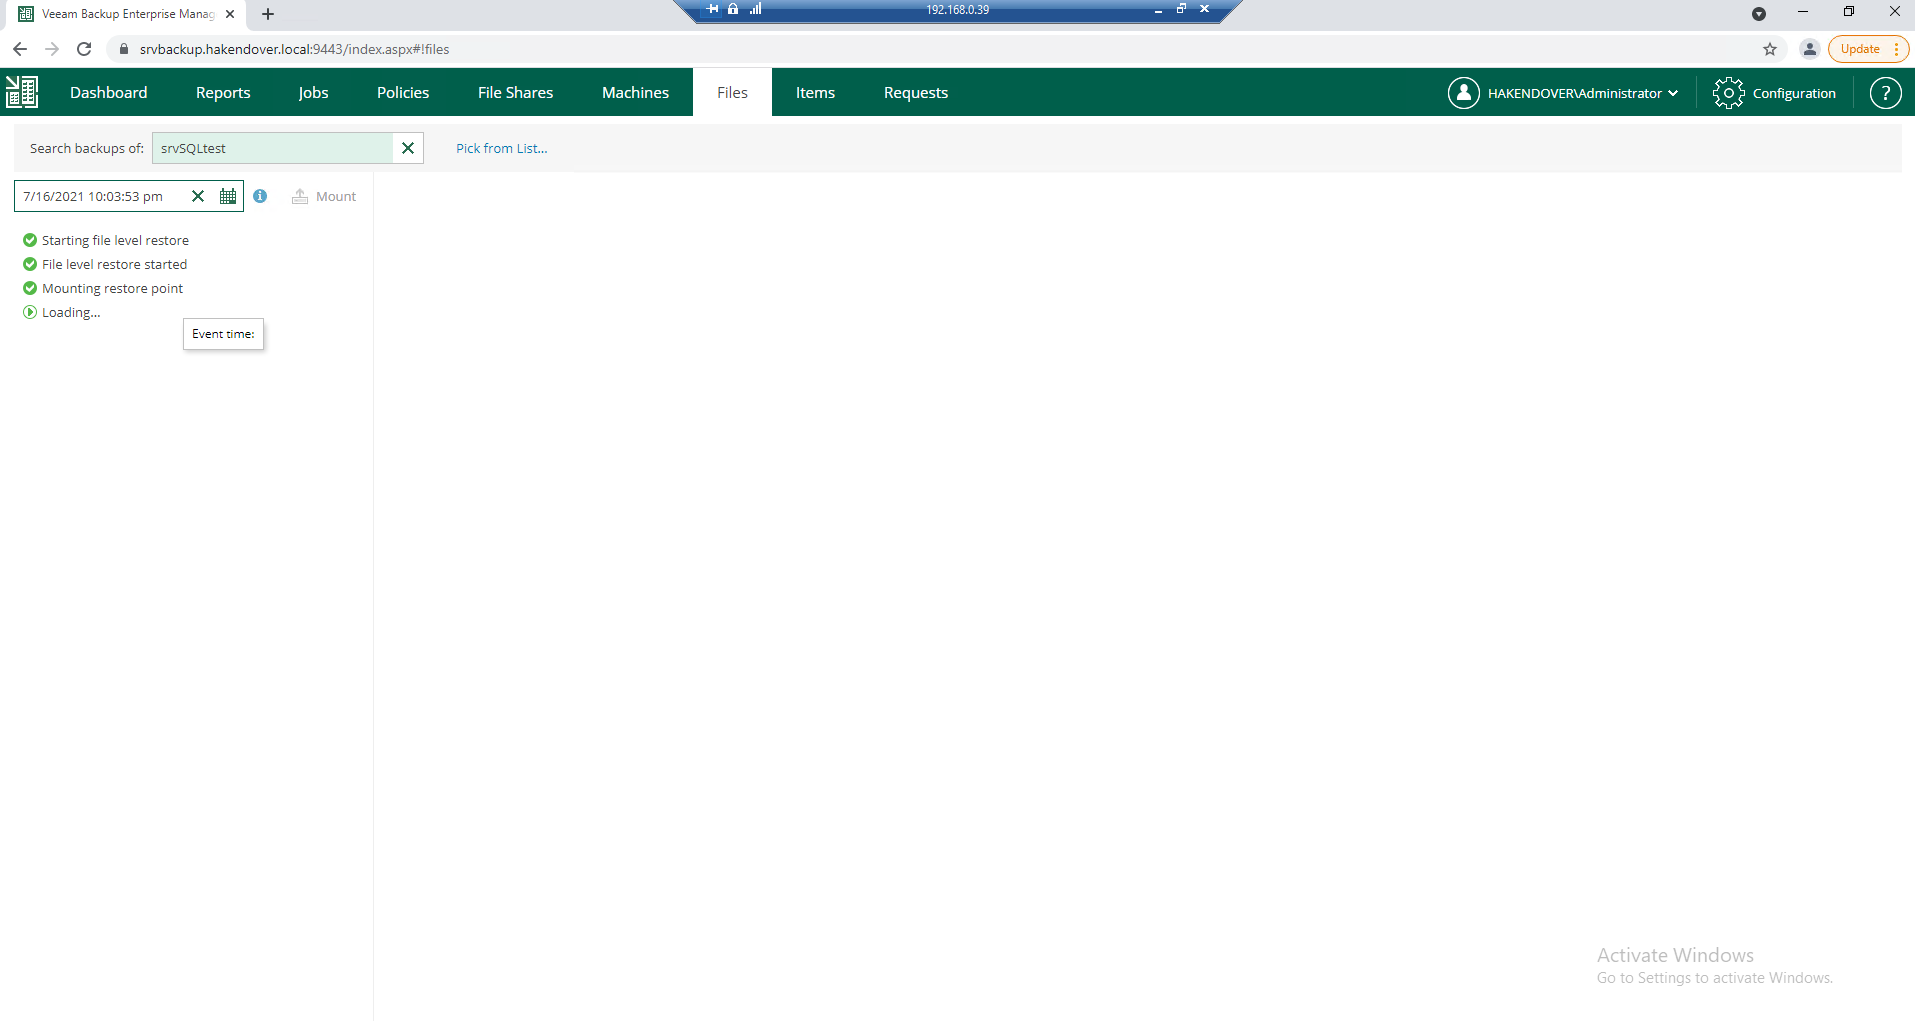 Veeam Backup Enterprise Manag
192.168.0.39
srvbackup.hakendover.local:9443/index.aspx#!files
Update
Dashboard Reports Jobs Policies File Shares Machines Files Items Requests HAKENDOVER\Administrator Configuration ?
Search backups of: srvSQLtest Pick from List...
7/16/2021 10:03:53 pm Mount
Starting file level restore
File level restore started
Mounting restore point
Loading...
Event time:
Activate Windows
Go to Settings to activate Windows.